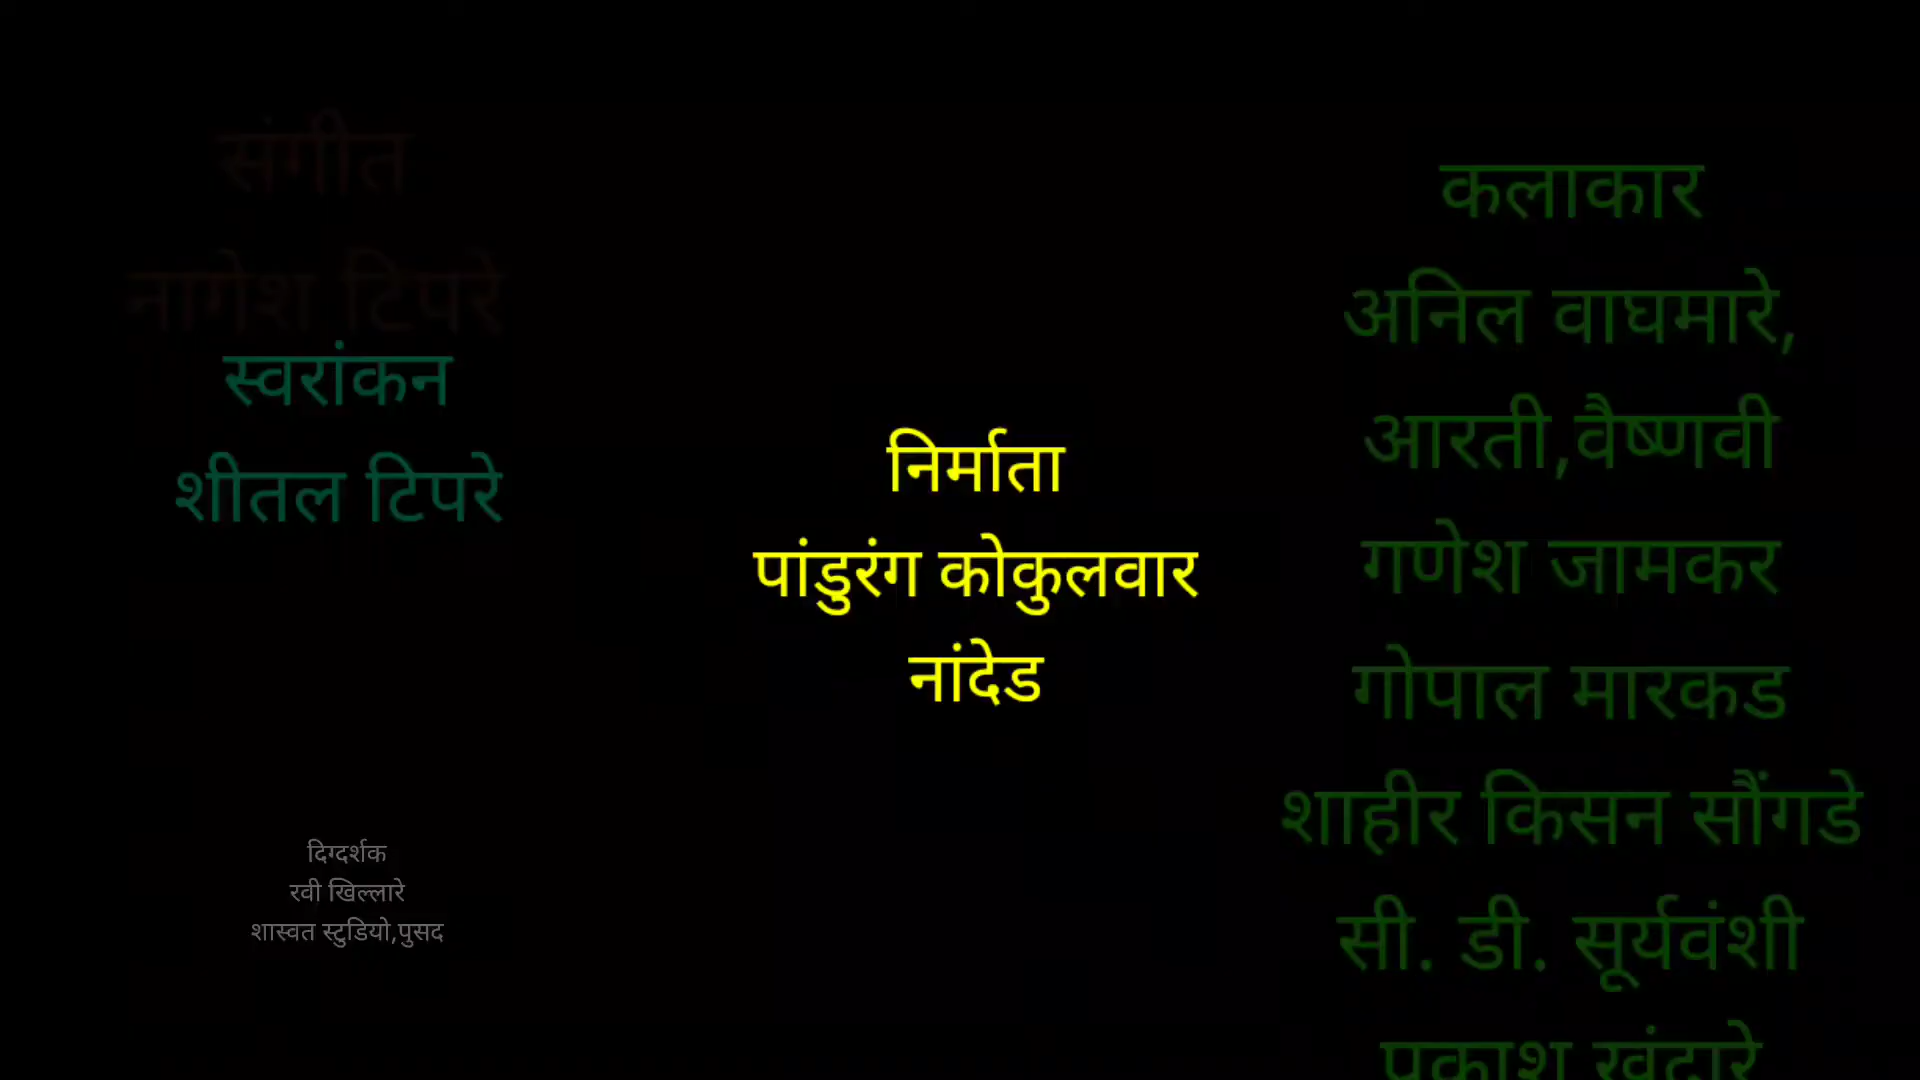 संगीत
नागेश टिपरे
स्वरांकन
शीतल टिपरे
दिग्दर्शक
रवी खिल्लारे
शास्वत स्टुडियो,पुसद
निर्माता
पांडुरंग कोकुलवार
नांदेड
कलाकार
अनिल वाघमारे,
आरती,वैष्णवी
गणेश जामकर
गोपाल मारकड
शाहीर किसन सौंगडे
सी. डी. सूर्यवंशी
प्रकाश खंदारे